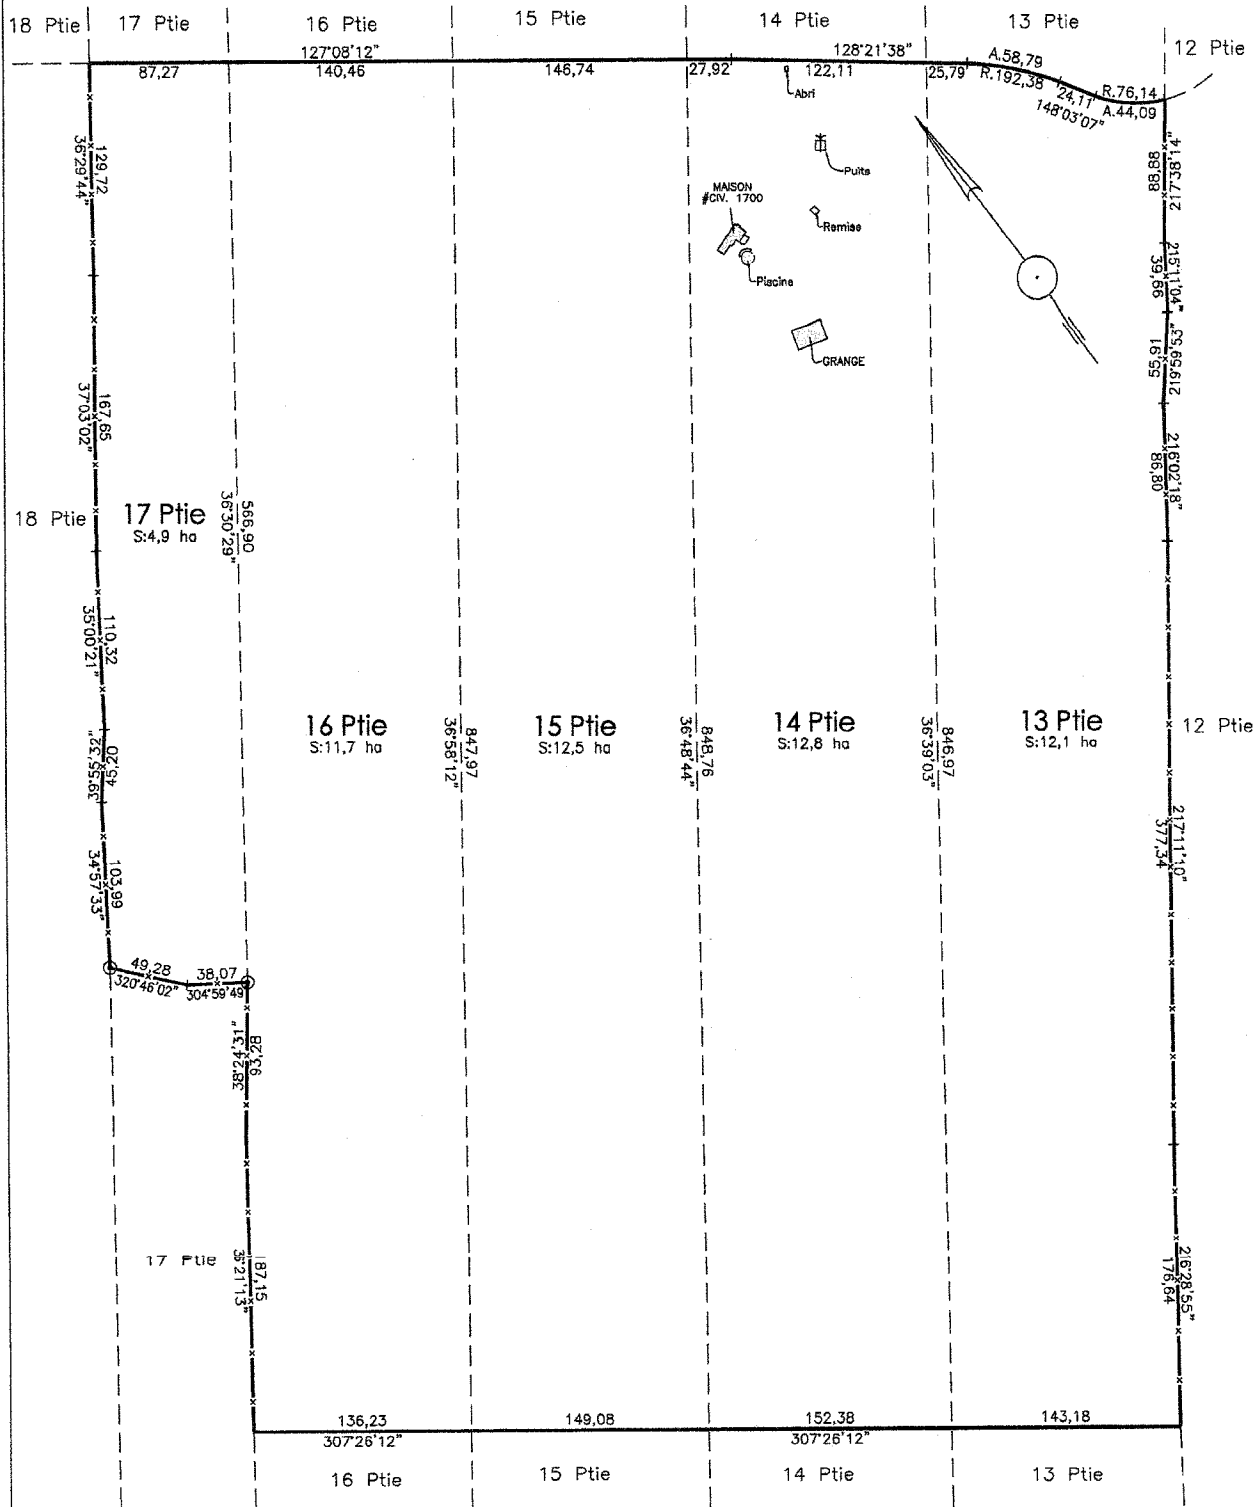 18 Ptie
17 Ptie
16 Ptie
15 Ptie
14 Ptie
13 Ptie
12 Ptie
127°08'12"
128°21'38"
87,27
140,46
146,74
27,92
122,11
25,79
A.58,79
R.192,38
24,11
148°03'07"
R.76,14
A.44,09
Abri
Puits
MAISON
#CIV. 1700
Remise
Piscine
GRANGE
129,72
36°29'44"
167,65
37°03'02"
110,32
35°00'21"
45,20
39°55'32"
103,99
34°57'33"
217°38'14"
88,88
215°11'04"
39,66
219°59'53"
55,91
216°02'18"
86,80
18 Ptie
17 Ptie
S:4,9 ha
566,90
36°30'29"
16 Ptie
S:11,7 ha
847,97
36°58'12"
15 Ptie
S:12,5 ha
848,76
36°48'44"
14 Ptie
S:12,8 ha
846,97
36°39'03"
13 Ptie
S:12,1 ha
12 Ptie
217°11'10"
377,34
49,28
320°46'02"
38,07
304°59'49"
93,28
38°24'31"
17 Ptie
187,15
36°21'13"
216°28'55"
176,64
136,23
149,08
152,38
143,18
307°26'12"
307°26'12"
16 Ptie
15 Ptie
14 Ptie
13 Ptie